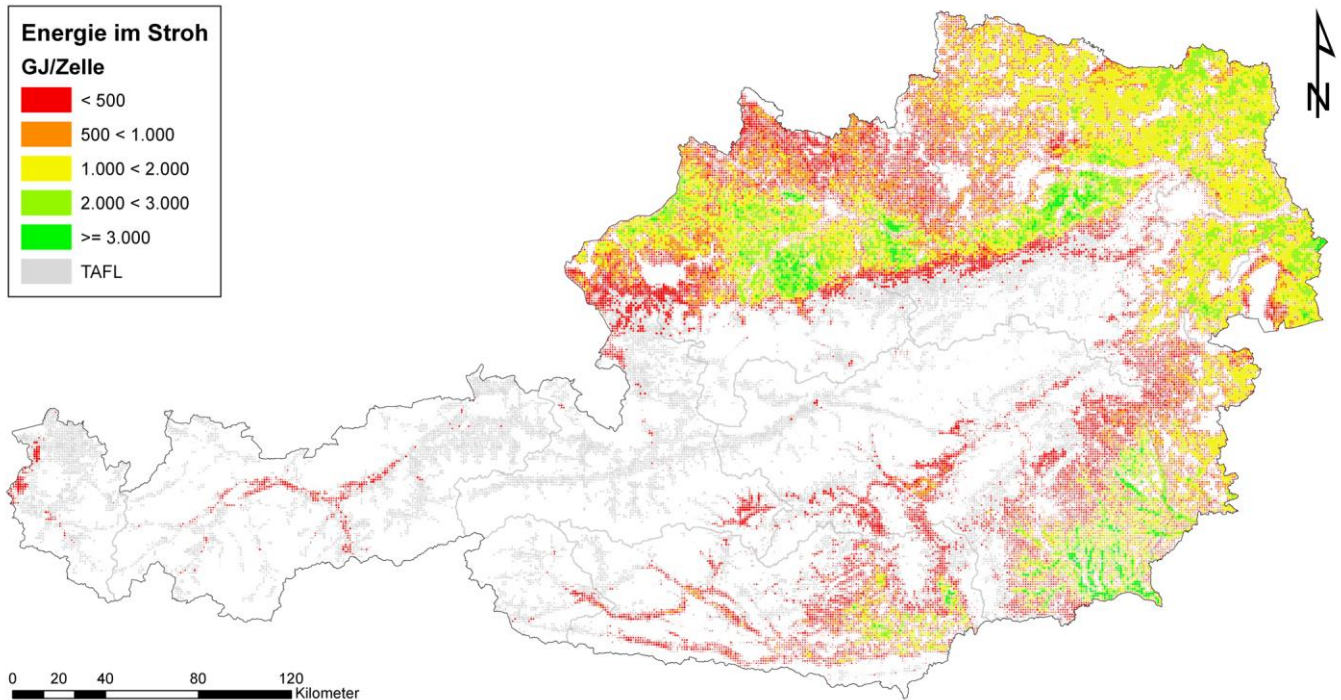 Energie im Stroh
GJ/Zelle
< 500
500 < 1.000
1.000 < 2.000
2.000 < 3.000
>= 3.000
TAFL
N
0 20 40 80 120
Kilometer